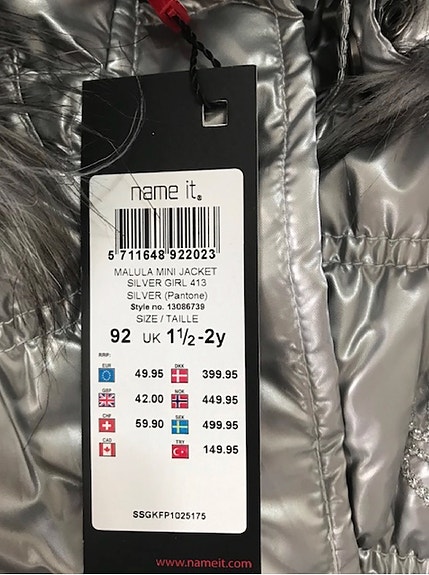 name it®
5 711648 922023
MALULA MINI JACKET
SILVER GIRL 413
SILVER (Pantone)
Style no. 13086739
SIZE / TAILLE
92 UK 1½-2y
RRP:
EUR 49.95 DKK 399.95
GBP 42.00 NOK 449.95
CHF 59.90 SEK 499.95
CAD TRY 149.95
SSGKFP1025175
www.nameit.com